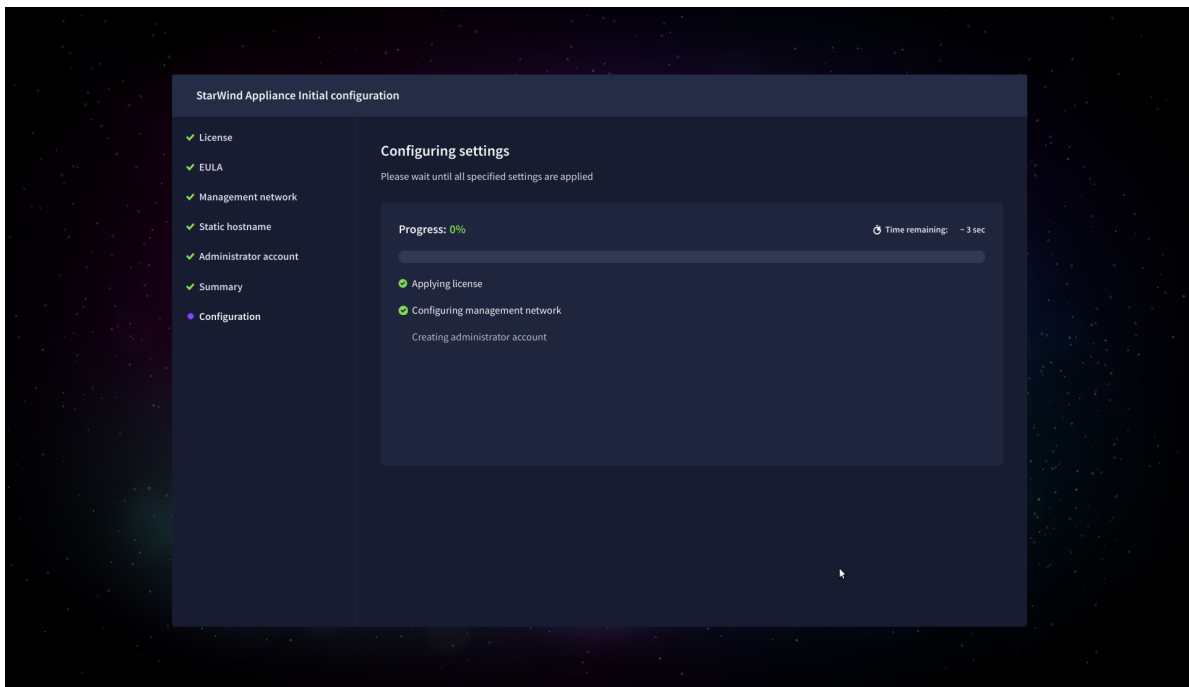 StarWind Appliance Initial configuration
License
EULA
Management network
Static hostname
Administrator account
Summary
Configuration
Configuring settings
Please wait until all specified settings are applied
Progress: 0%
Time remaining: ~ 3 sec
Applying license
Configuring management network
Creating administrator account